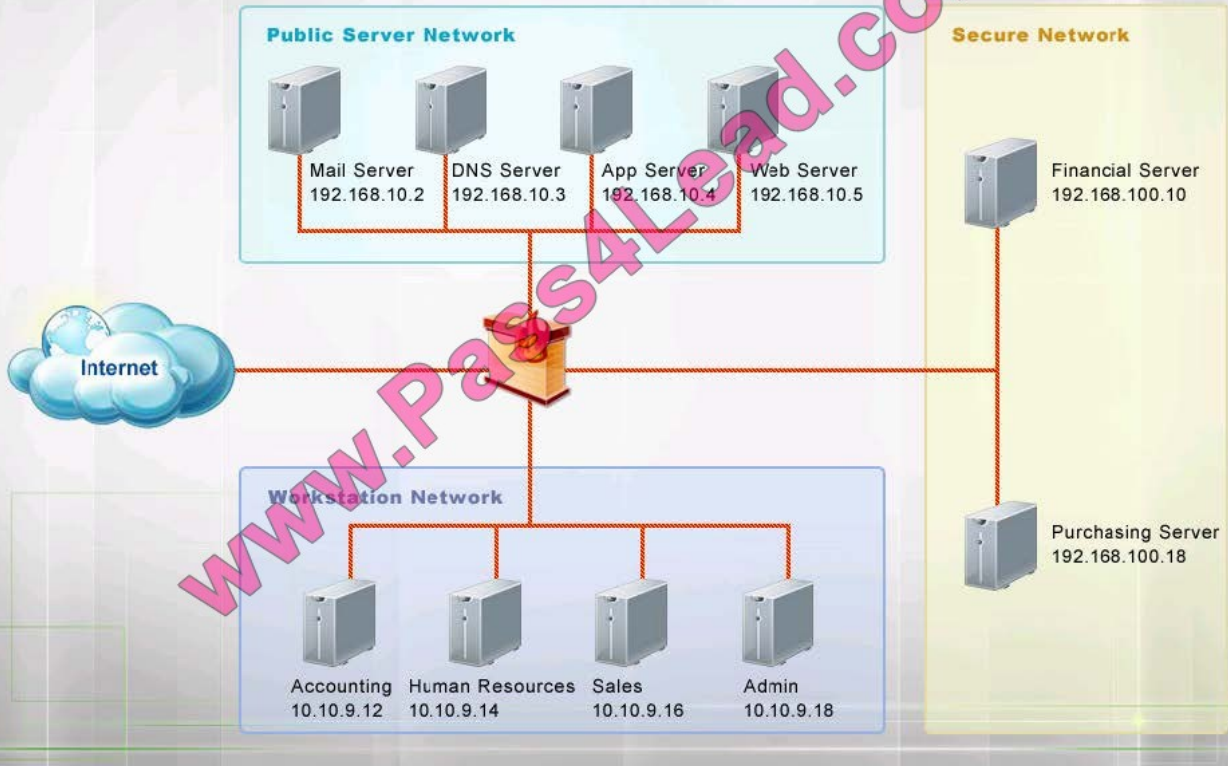 Public Server Network
Mail Server
192.168.10.2
DNS Server
192.168.10.3
App Server
192.168.10.4
Web Server
192.168.10.5
Secure Network
Financial Server
192.168.100.10
Purchasing Server
192.168.100.18
Internet
Workstation Network
Accounting
10.10.9.12
Human Resources
10.10.9.14
Sales
10.10.9.16
Admin
10.10.9.18
www.Pass4Lead.co